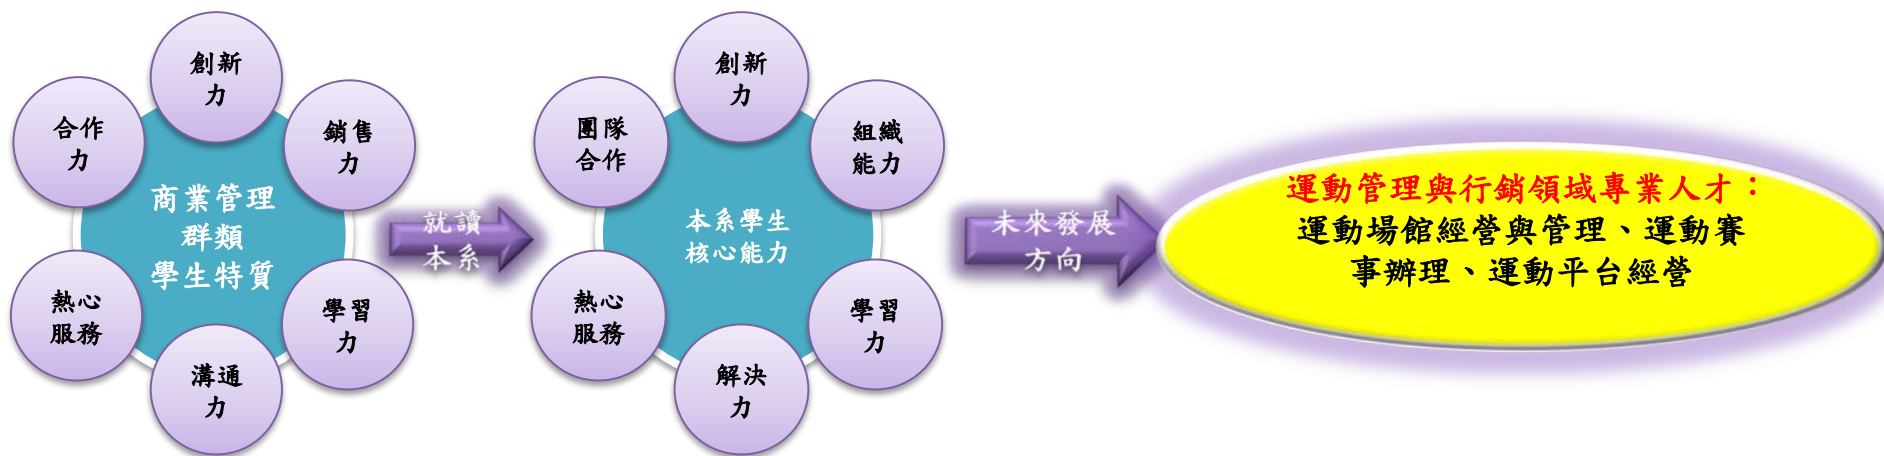 創新
力
銷售
力
學習
力
溝通
力
熱心
服務
合作
力
商業管理
群類
學生特質
就讀
本系
創新
力
組織
能力
學習
力
解決
力
熱心
服務
團隊
合作
本系學生
核心能力
未來發展
方向
運動管理與行銷領域專業人才：
運動場館經營與管理、運動賽
事辦理、運動平台經營